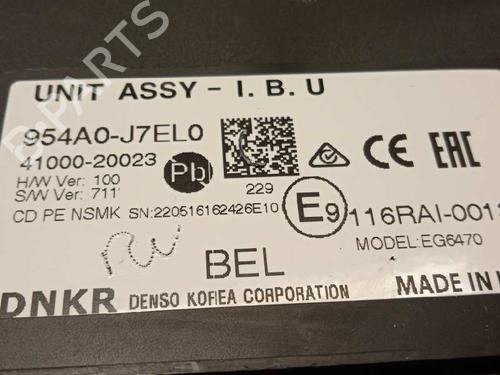 UNIT ASSY - I. B. U
954A0-J7EL0
41000-20023
H/W Ver: 100
S/W Ver: 711
Pb
229
CE EAC
CD PE NSMK SN:220516162426E10
E9 116RAI-001
MODEL:EG6470
BEL
DNKR DENSO KOREA CORPORATION
MADE IN